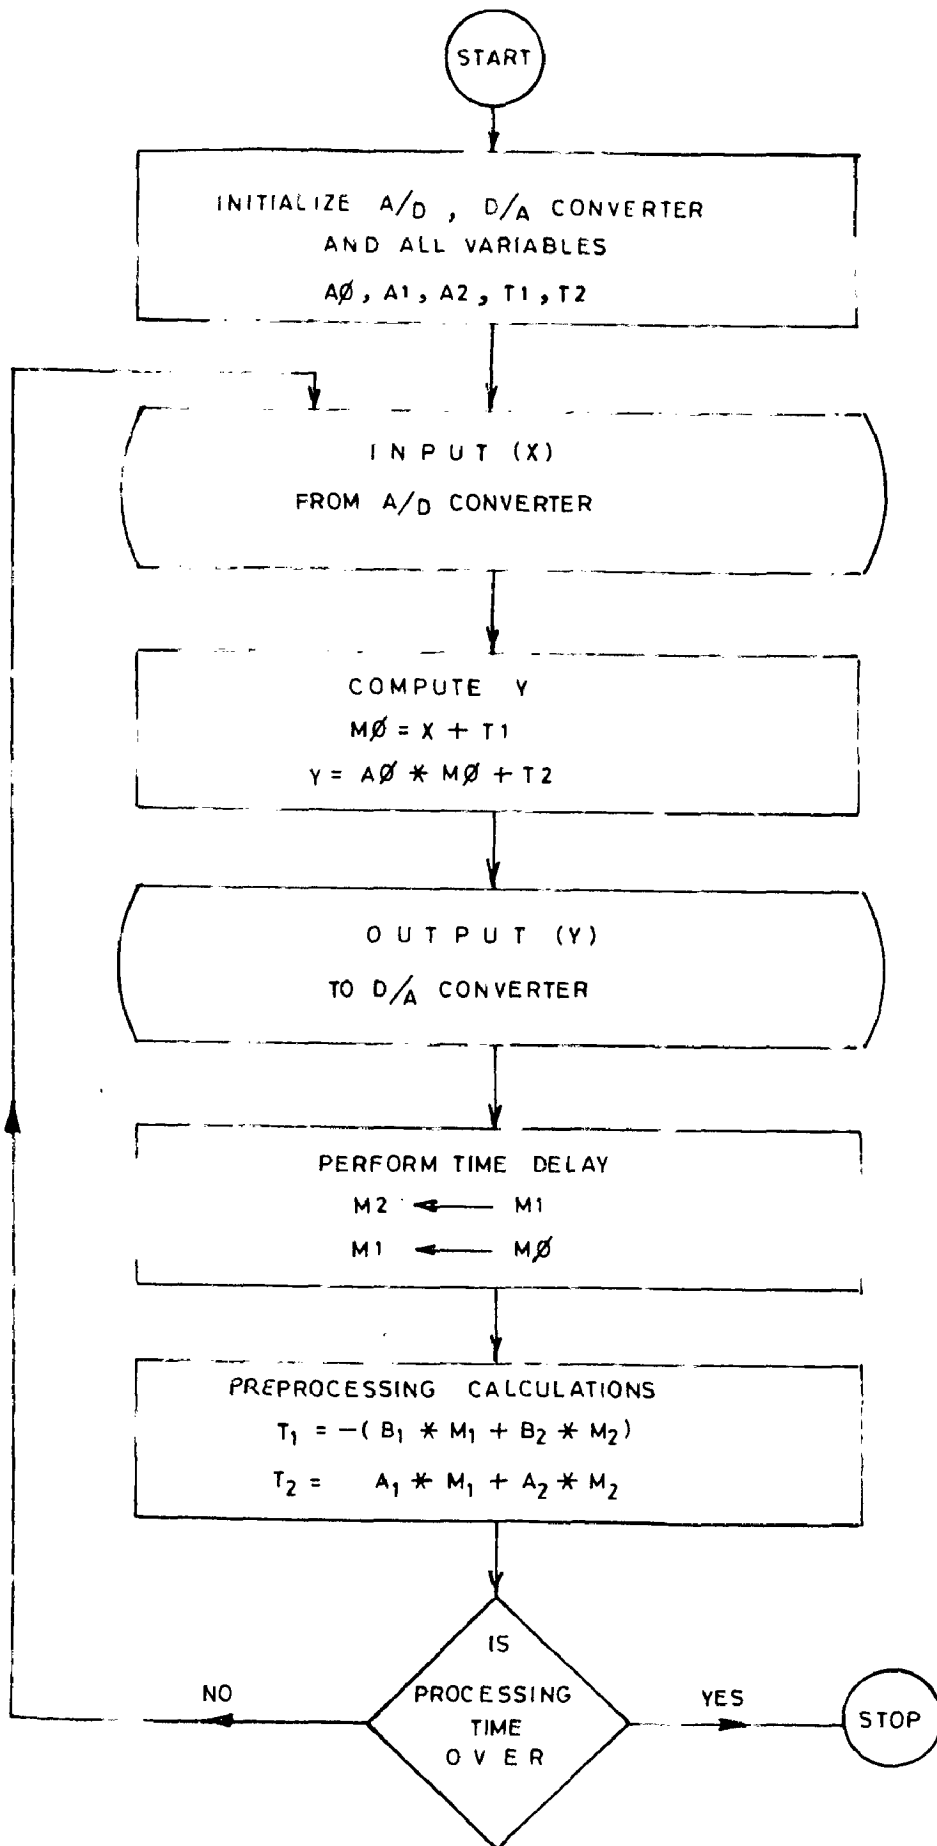 START
INITIALIZE A/D , D/A CONVERTER
AND ALL VARIABLES
AØ, A1, A2, T1, T2
INPUT (X)
FROM A/D CONVERTER
COMPUTE Y
MØ = X + T1
Y = AØ * MØ + T2
OUTPUT (Y)
TO D/A CONVERTER
PERFORM TIME DELAY
M2 ← M1
M1 ← MØ
PREPROCESSING CALCULATIONS
T₁ = -( B₁ * M₁ + B₂ * M₂)
T₂ = A₁ * M₁ + A₂ * M₂
IS
PROCESSING
TIME
OVER
NO
YES
STOP